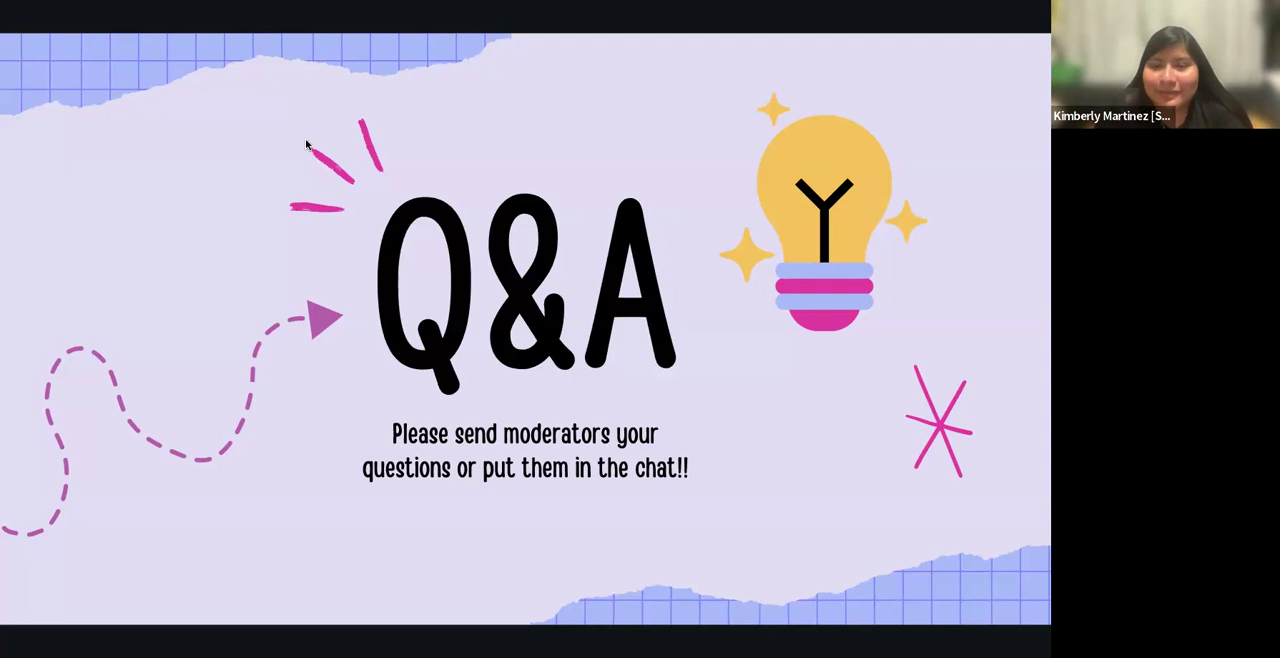 Q&A
Please send moderators your
questions or put them in the chat!!
Kimberly Martinez [S...